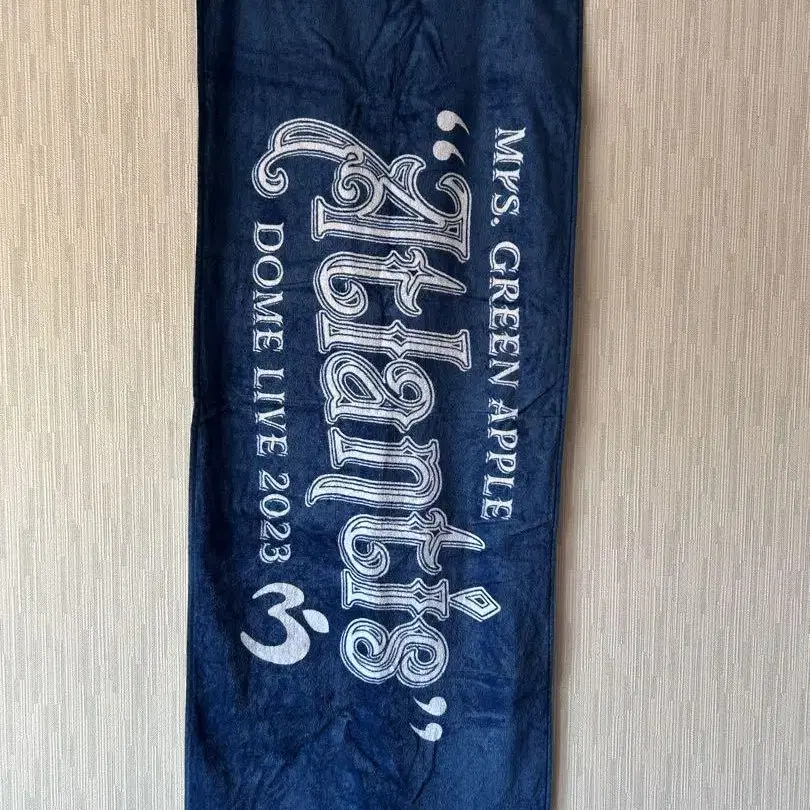 MRS. GREEN APPLE
“Atlantis”
DOME LIVE 2023